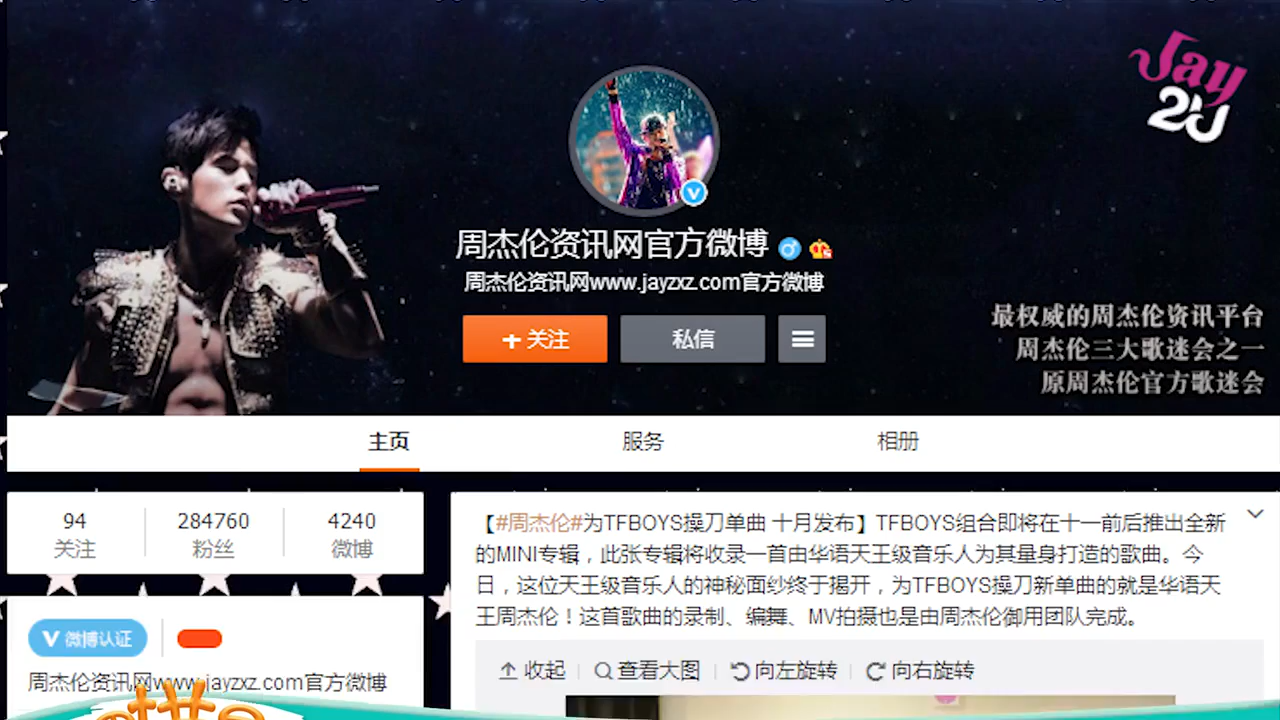 Jay
2U
周杰伦资讯网官方微博
周杰伦资讯网www.jayzxz.com官方微博
+关注
私信
最权威的周杰伦资讯平台
周杰伦三大歌迷会之一
原周杰伦官方歌迷会
主页
服务
相册
94
284760
4240
关注
粉丝
微博
【#周杰伦#为TFBOYS操刀单曲 十月发布】TFBOYS组合即将在十一前后推出全新
的MINI专辑，此张专辑将收录一首由华语天王级音乐人为其量身打造的歌曲。今
日，这位天王级音乐人的神秘面纱终于揭开，为TFBOYS操刀新单曲的就是华语天
王周杰伦！这首歌曲的录制、编舞、MV拍摄也是由周杰伦御用团队完成。
V 微博认证
周杰伦资讯网www.jayzxz.com官方微博
收起
查看大图
向左旋转
向右旋转